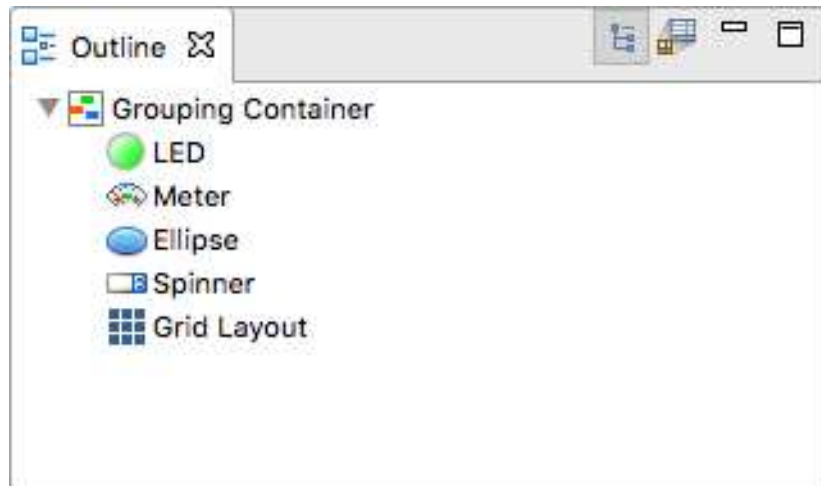 Outline
Grouping Container
LED
Meter
Ellipse
Spinner
Grid Layout